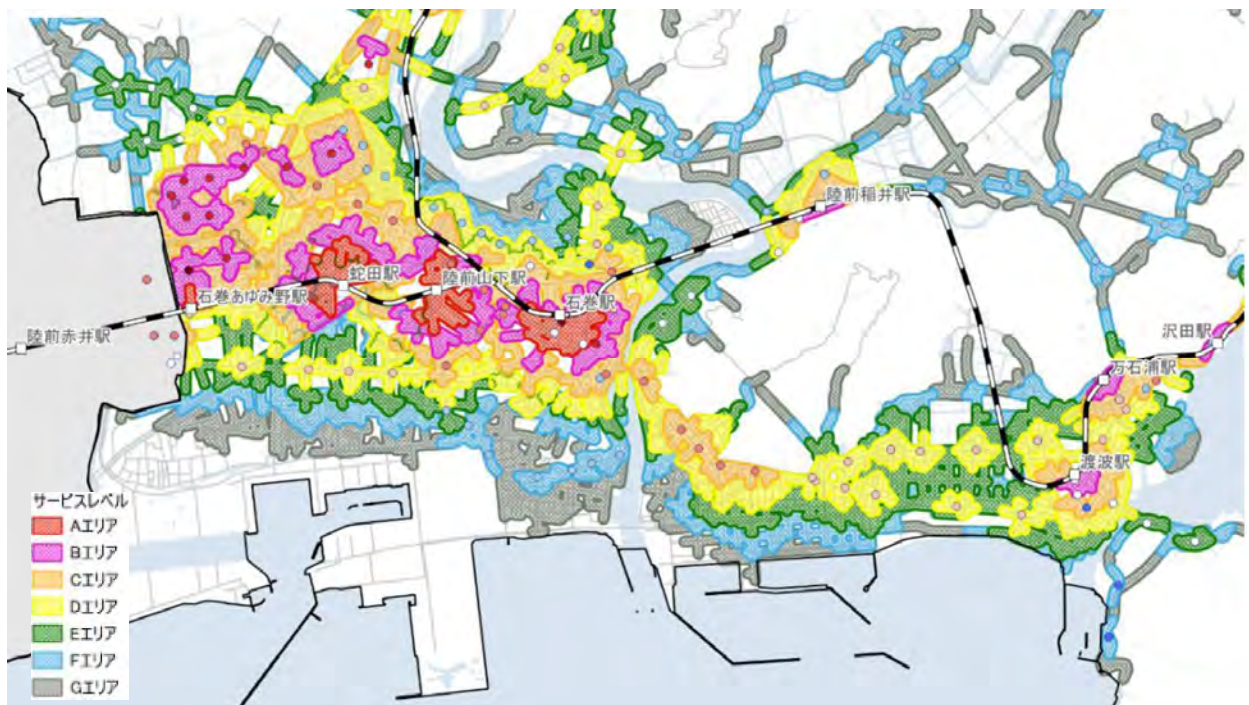 陸前稲井駅
蛇田駅
陸前山下駅
石巻あゆみ野駅
石巻駅
陸前赤井駅
沢田駅
万石浦駅
渡波駅
サービスレベル
Aエリア
Bエリア
Cエリア
Dエリア
Eエリア
Fエリア
Gエリア